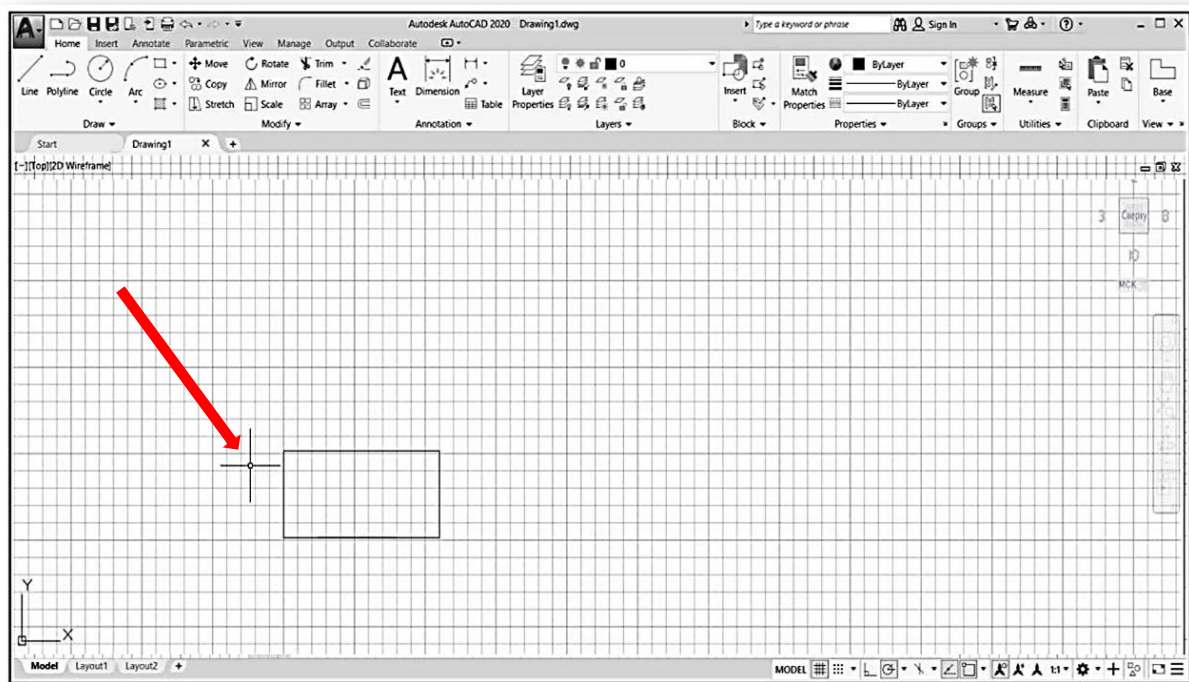 A Autodesk AutoCAD 2020 Drawing1.dwg Type a keyword or phrase Sign In
Home Insert Annotate Parametric View Manage Output Collaborate
Move Rotate Trim 0 ByLayer
Line Polyline Circle Arc Copy Mirror Fillet A Text Dimension Layer Properties Insert Match Properties ByLayer Group Measure Paste Base
Stretch Scale Array Table ByLayer
Draw Modify Annotation Layers Block Properties Groups Utilities Clipboard View
Start Drawing1
[-][Top][2D Wireframe]
З Сверху В
Ю
МСК
Y
X
Model Layout1 Layout2 MODEL 1:1